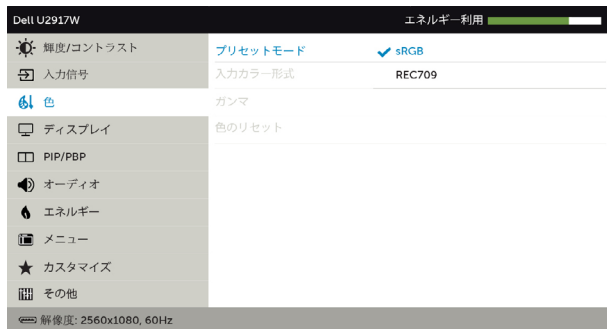 Dell U2917W エネルギー利用
輝度/コントラスト プリセットモード sRGB
入力信号 入力カラー形式 REC709
色 ガンマ
ディスプレイ 色のリセット
PIP/PBP
オーディオ
エネルギー
メニュー
カスタマイズ
その他
解像度: 2560x1080, 60Hz